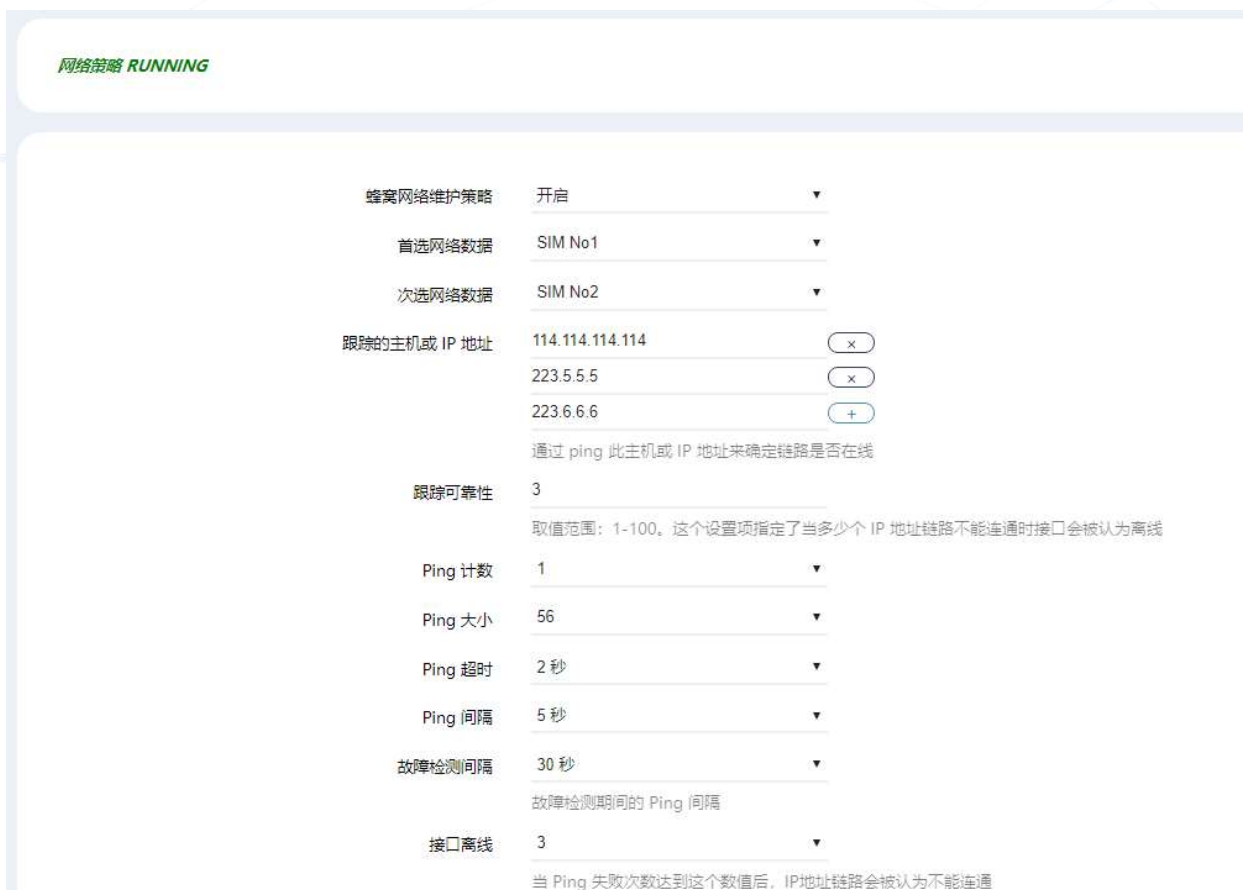 网络策略 RUNNING
蜂窝网络维护策略 开启
首选网络数据 SIM No1
次选网络数据 SIM No2
跟踪的主机或 IP 地址 114.114.114.114
223.5.5.5
223.6.6.6
通过 ping 此主机或 IP 地址来确定链路是否在线
跟踪可靠性 3
取值范围：1-100。这个设置项指定了当多少个 IP 地址链路不能连通时接口会被认为离线
Ping 计数 1
Ping 大小 56
Ping 超时 2 秒
Ping 间隔 5 秒
故障检测间隔 30 秒
故障检测期间的 Ping 间隔
接口离线 3
当 Ping 失败次数达到这个数值后，IP地址链路会被认为不能连通